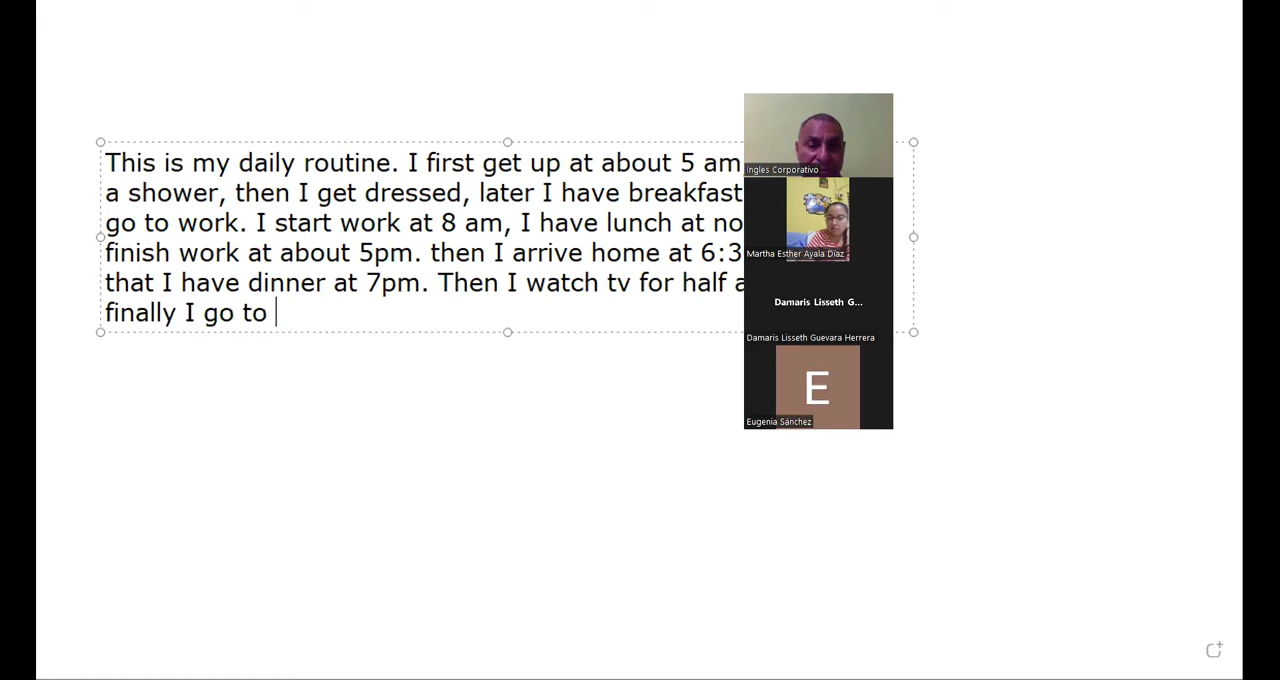 This is my daily routine. I first get up at about 5 am
a shower, then I get dressed, later I have breakfast
go to work. I start work at 8 am, I have lunch at no
finish work at about 5pm. then I arrive home at 6:3
that I have dinner at 7pm. Then I watch tv for half a
finally I go to
Ingles Corporativo
Martha Esther Ayala Díaz
Damaris Lisseth G...
Damaris Lisseth Guevara Herrera
E
Eugenia Sánchez